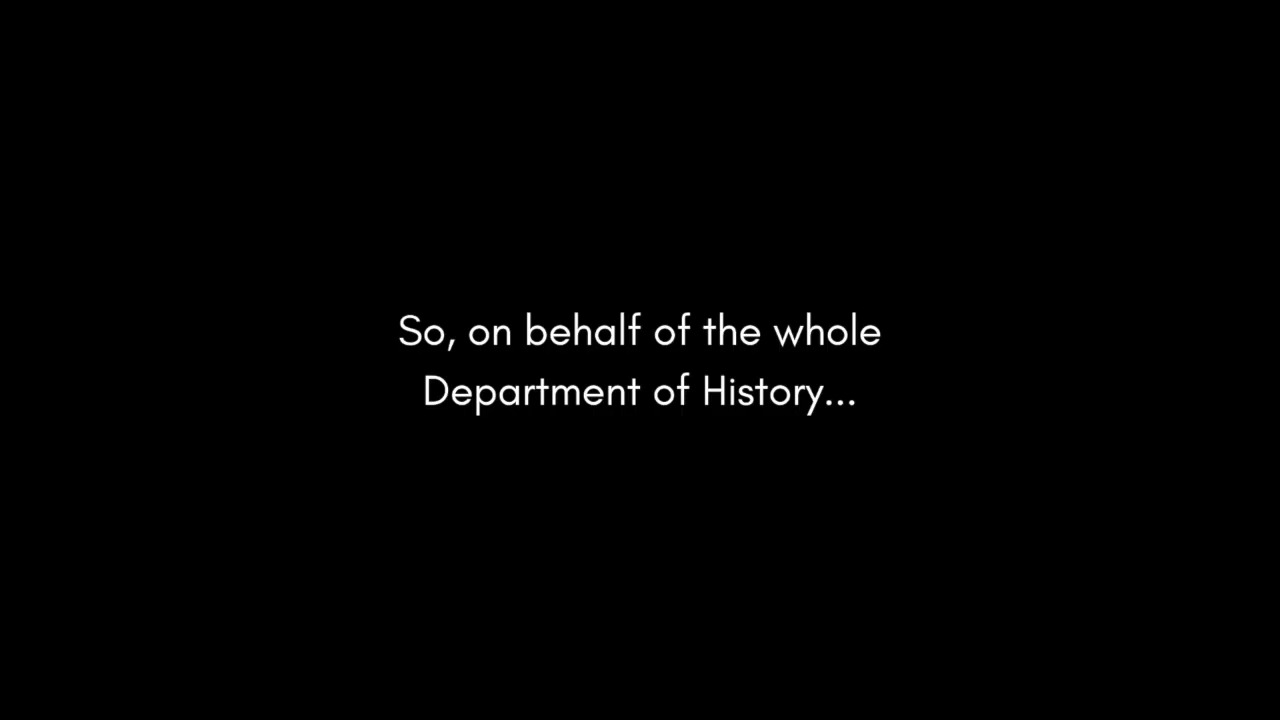 So, on behalf of the whole
Department of History...